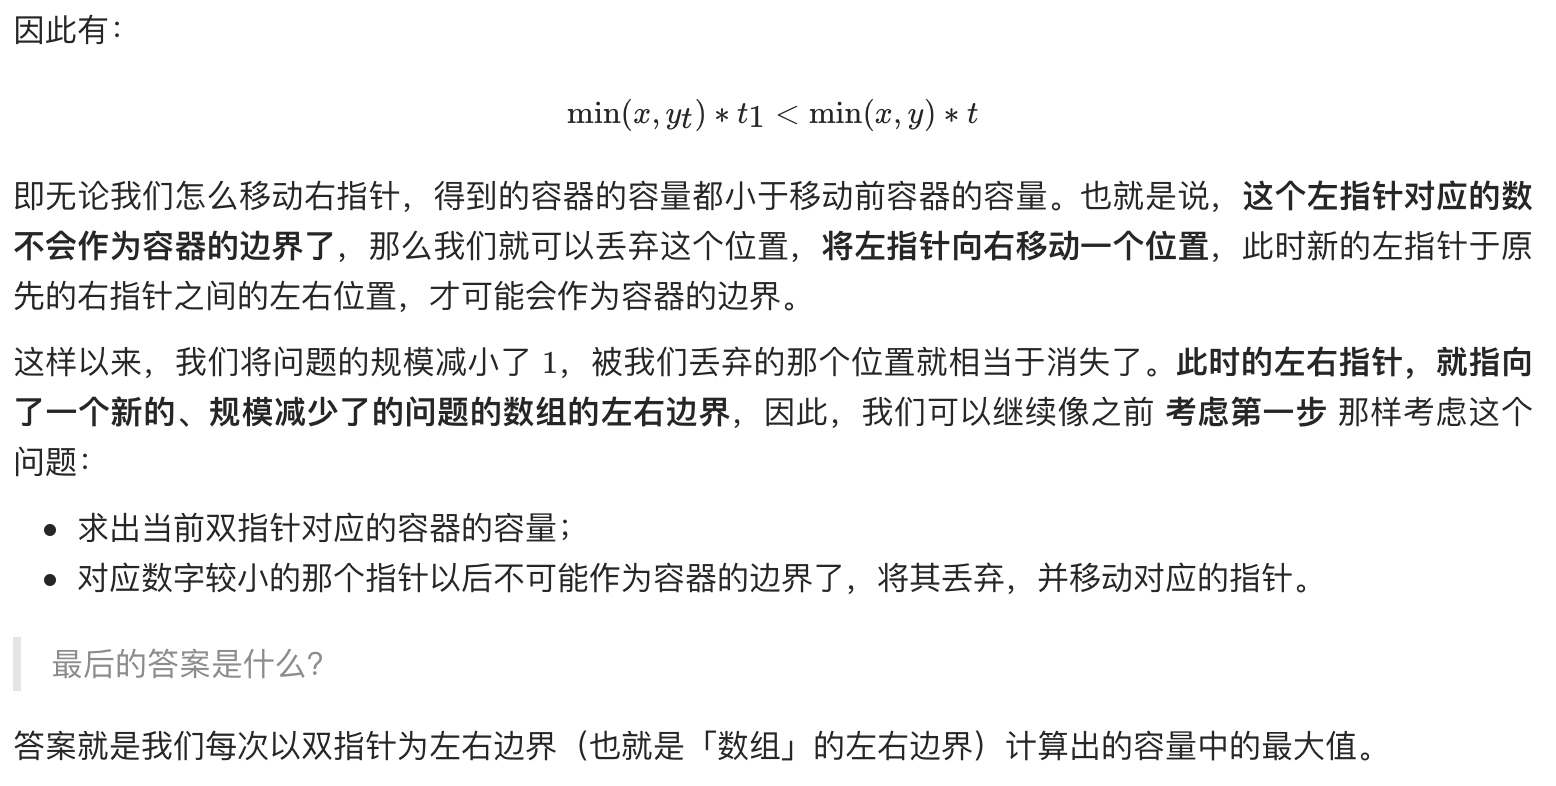 因此有：
min(x, yt) * t1 < min(x, y) * t
即无论我们怎么移动右指针，得到的容器的容量都小于移动前容器的容量。也就是说，这个左指针对应的数
不会作为容器的边界了，那么我们就可以丢弃这个位置，将左指针向右移动一个位置，此时新的左指针于原
先的右指针之间的左右位置，才可能会作为容器的边界。
这样以来，我们将问题的规模减小了 1，被我们丢弃的那个位置就相当于消失了。此时的左右指针，就指向
了一个新的、规模减少了的问题的数组的左右边界，因此，我们可以继续像之前 考虑第一步 那样考虑这个
问题：
• 求出当前双指针对应的容器的容量；
• 对应数字较小的那个指针以后不可能作为容器的边界了，将其丢弃，并移动对应的指针。
最后的答案是什么？
答案就是我们每次以双指针为左右边界（也就是「数组」的左右边界）计算出的容量中的最大值。